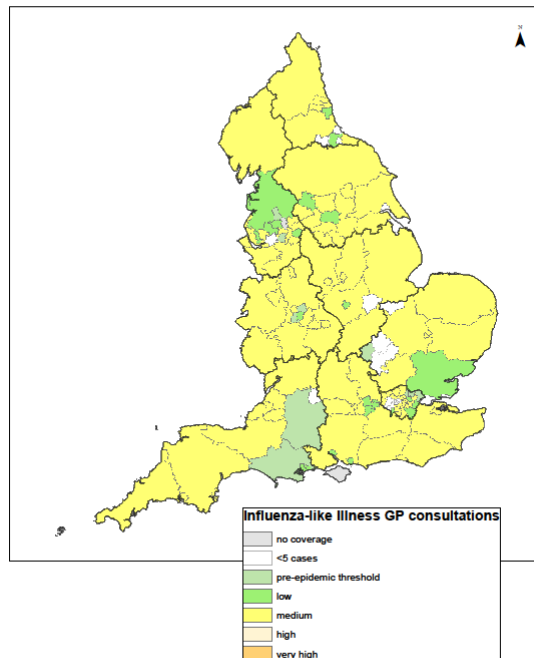 N
Influenza-like Illness GP consultations
no coverage
<5 cases
pre-epidemic threshold
low
medium
high
very high